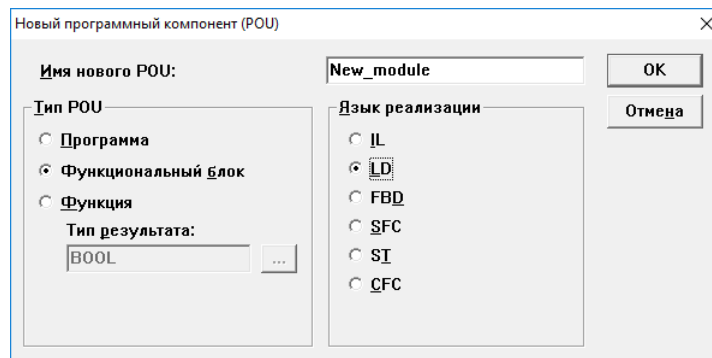 Новый программный компонент (POU)
Имя нового POU:
New_module
OK
Отмена
Тип POU
Программа
Функциональный блок
Функция
Тип результата:
BOOL
...
Язык реализации
IL
LD
FBD
SFC
ST
CFC